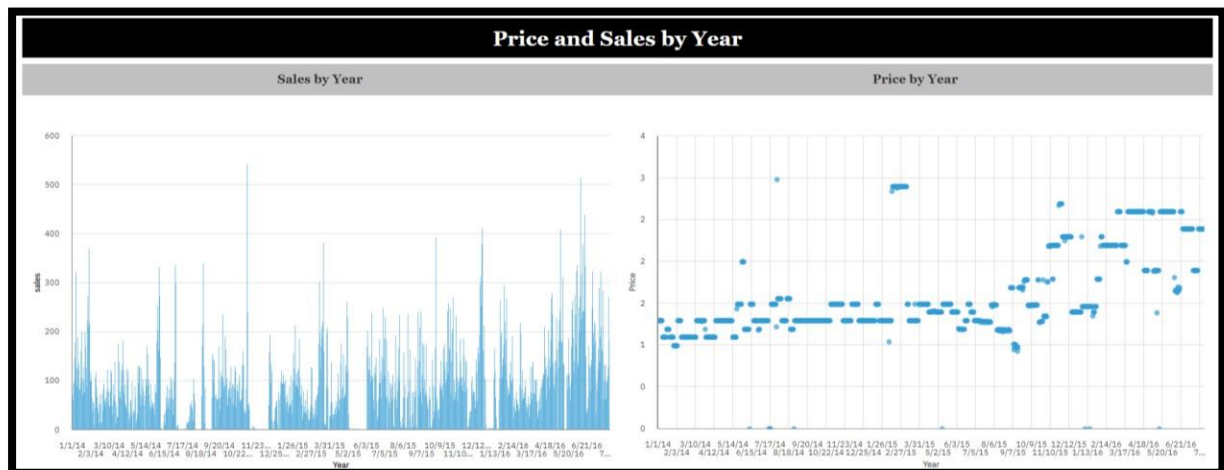 Price and Sales by Year
Sales by Year
Price by Year
600
500
400
300
200
100
0
sales
1/1/14 3/10/14 5/14/14 7/17/14 9/20/14 11/23... 1/26/15 3/31/15 6/3/15 8/6/15 10/9/15 12/12... 2/14/16 4/18/16 6/21/16
2/3/14 4/12/14 6/15/14 8/18/14 10/22... 12/25... 2/27/15 5/2/15 7/5/15 9/7/15 11/10... 1/13/16 3/17/16 5/20/16 7...
Year
4
3
3
2
2
1
0
0
Price
1/1/14 3/10/14 5/14/14 7/17/14 9/20/14 11/23/14 1/26/15 3/31/15 6/3/15 8/6/15 10/9/15 12/12/15 2/14/16 4/18/16 6/21/16
2/3/14 4/12/14 6/15/14 8/18/14 10/22/14 12/25/14 2/27/15 5/2/15 7/5/15 9/7/15 11/10/15 1/13/16 3/17/16 5/20/16 7...
Year